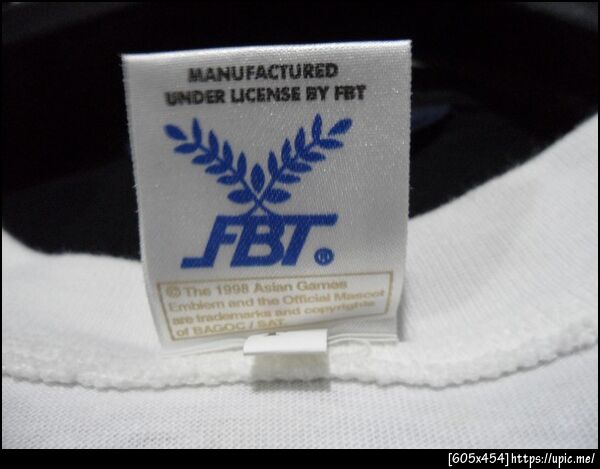 MANUFACTURED
UNDER LICENSE BY FBT
FBT®
© The 1998 Asian Games
Emblem and the Official Mascot
are trademarks and copyrights
of BAGOC / SAT
[605x454]https://upic.me/